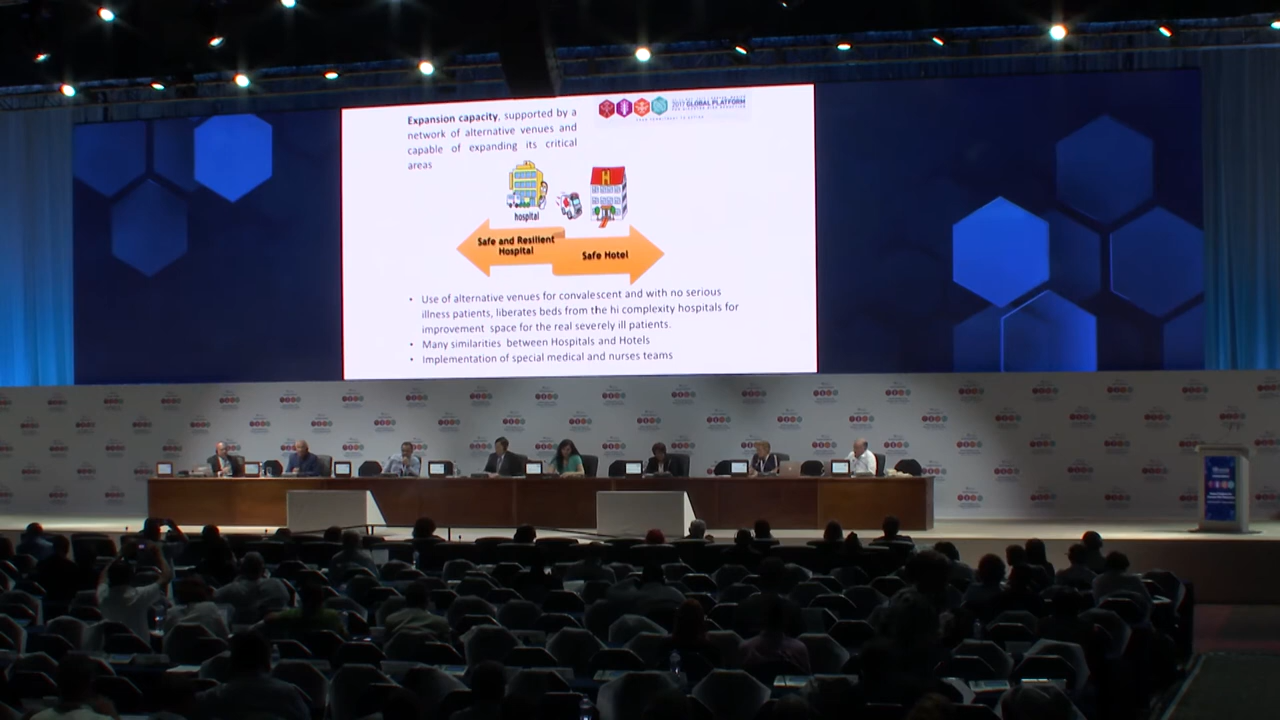 Expansion capacity, supported by a
network of alternative venues and
capable of expanding its critical
areas
2017 GLOBAL PLATFORM
hospital
H
Safe and Resilient
Hospital
Safe Hotel
• Use of alternative venues for convalescent and with no serious
illness patients, liberates beds from the hi complexity hospitals for
improvement space for the real severely ill patients.
• Many similarities between Hospitals and Hotels
• Implementation of special medical and nurses teams